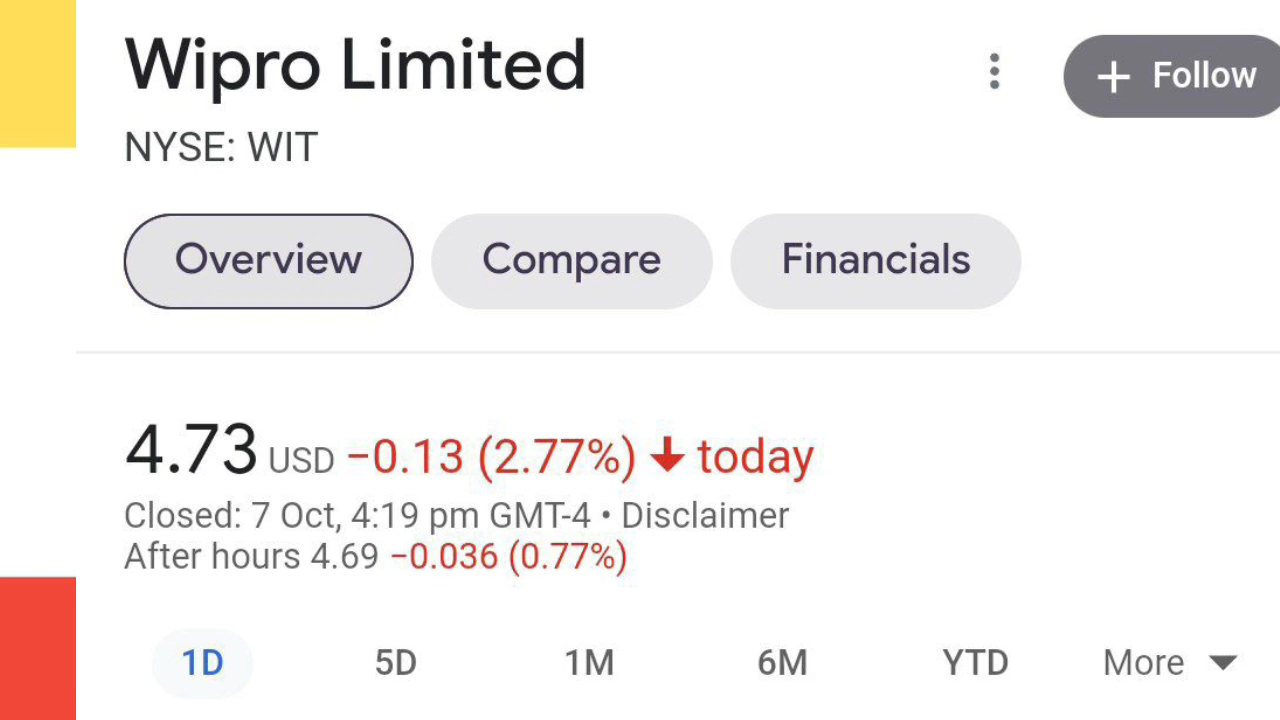 Wipro Limited
+ Follow
NYSE: WIT
Overview Compare Financials
4.73 USD −0.13 (2.77%) ↓ today
Closed: 7 Oct, 4:19 pm GMT-4 • Disclaimer
After hours 4.69 −0.036 (0.77%)
1D 5D 1M 6M YTD More